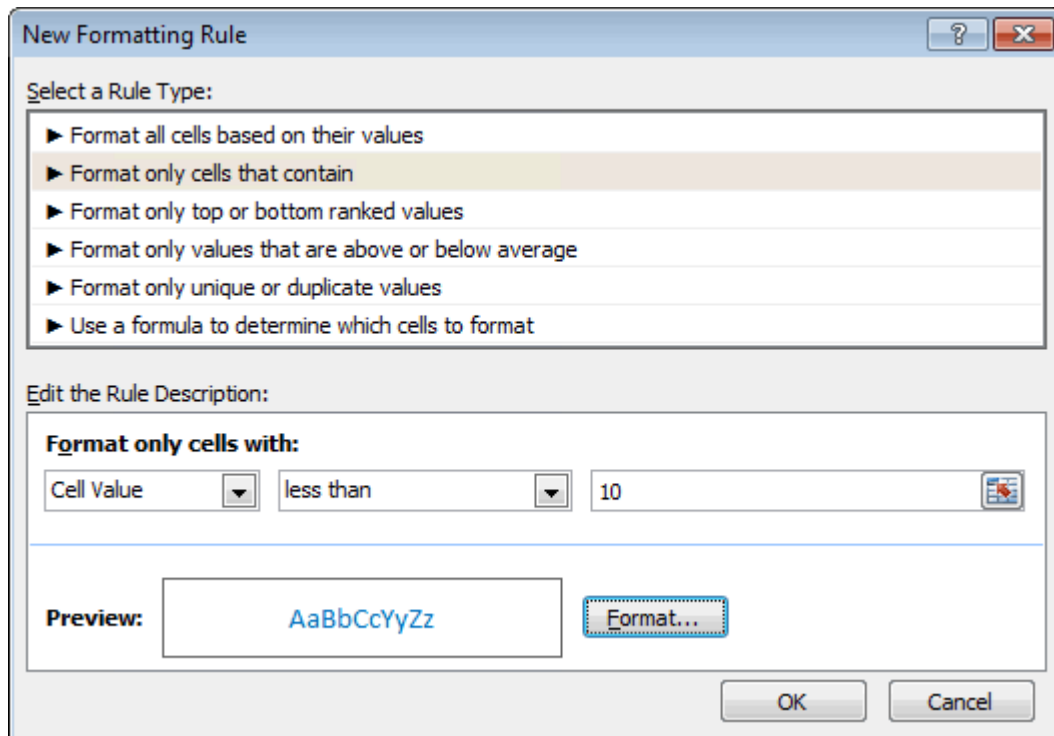 New Formatting Rule
Select a Rule Type:
► Format all cells based on their values
► Format only cells that contain
► Format only top or bottom ranked values
► Format only values that are above or below average
► Format only unique or duplicate values
► Use a formula to determine which cells to format
Edit the Rule Description:
Format only cells with:
Cell Value less than 10
Preview: AaBbCcYyZz Format...
OK Cancel